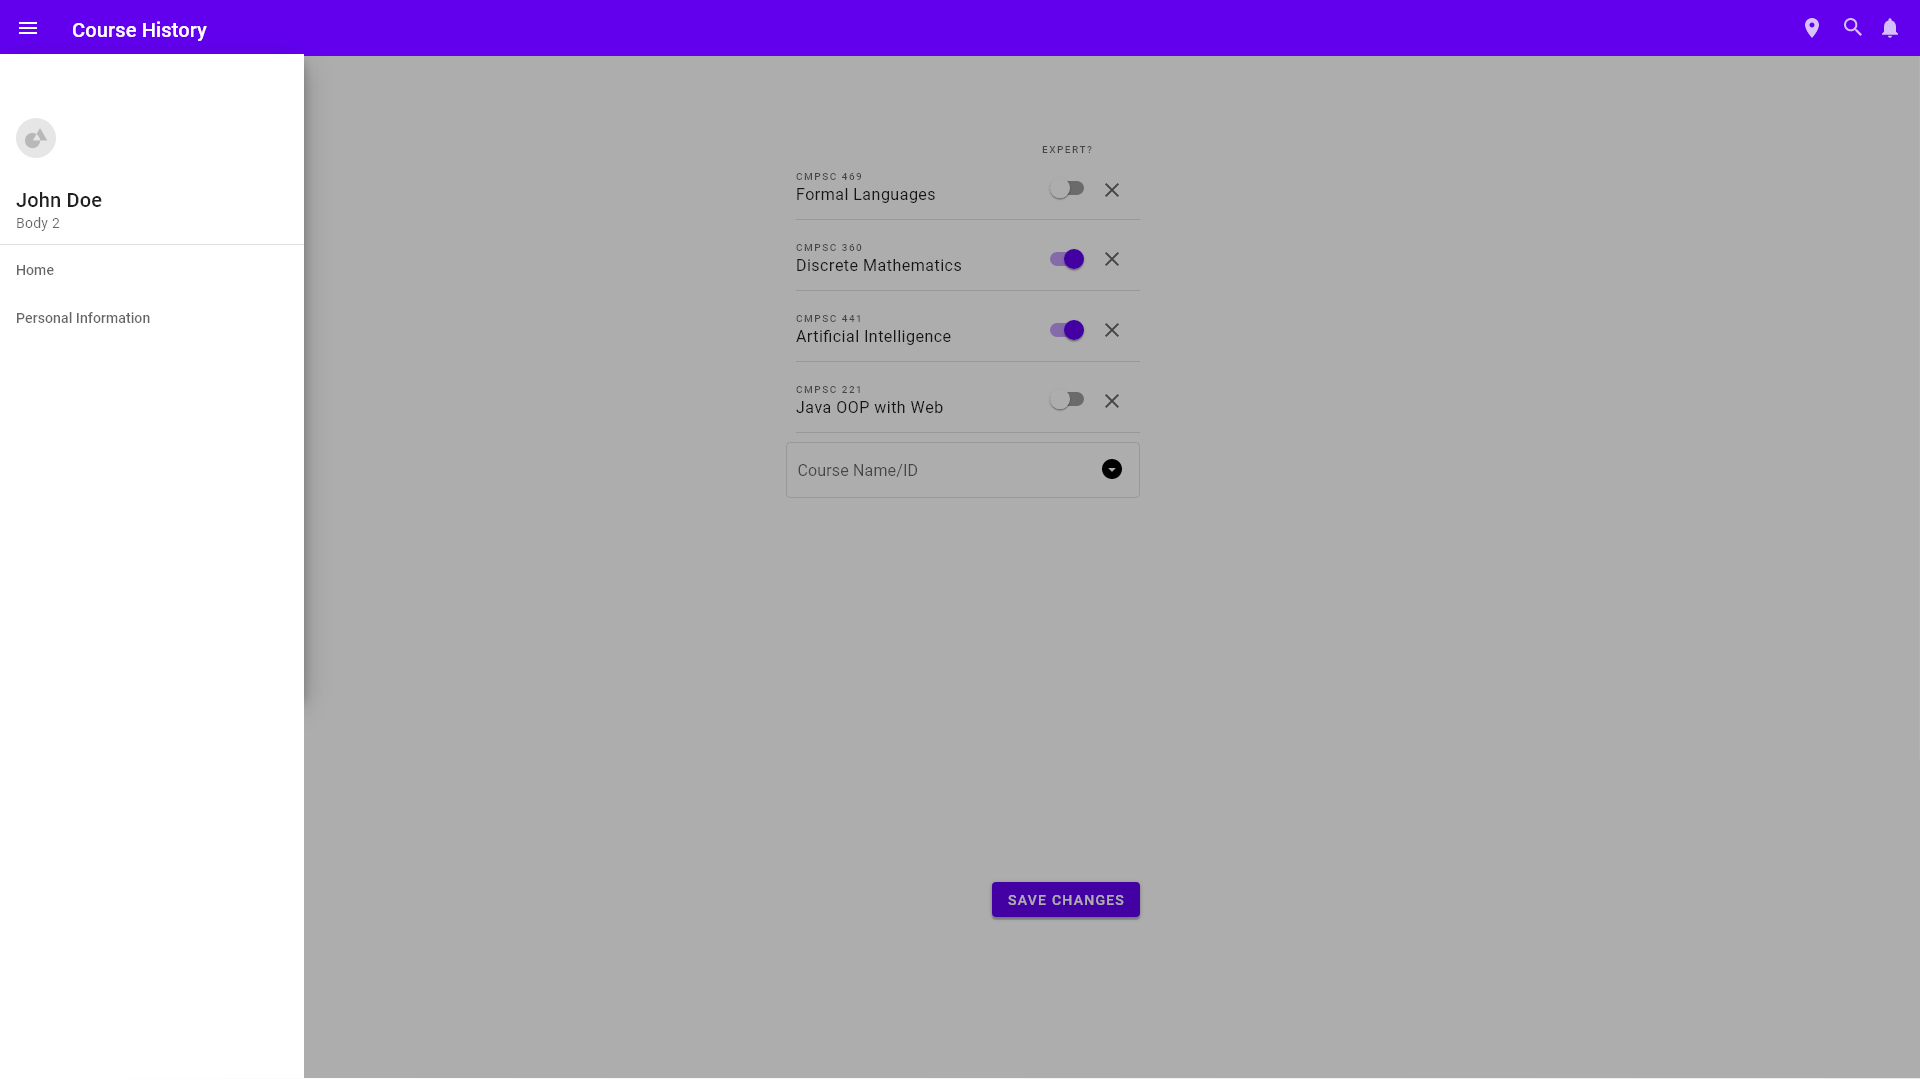 Course History
John Doe
Body 2
Home
Personal Information
EXPERT?
CMPSC 469
Formal Languages
CMPSC 360
Discrete Mathematics
CMPSC 441
Artificial Intelligence
CMPSC 221
Java OOP with Web
Course Name/ID
SAVE CHANGES